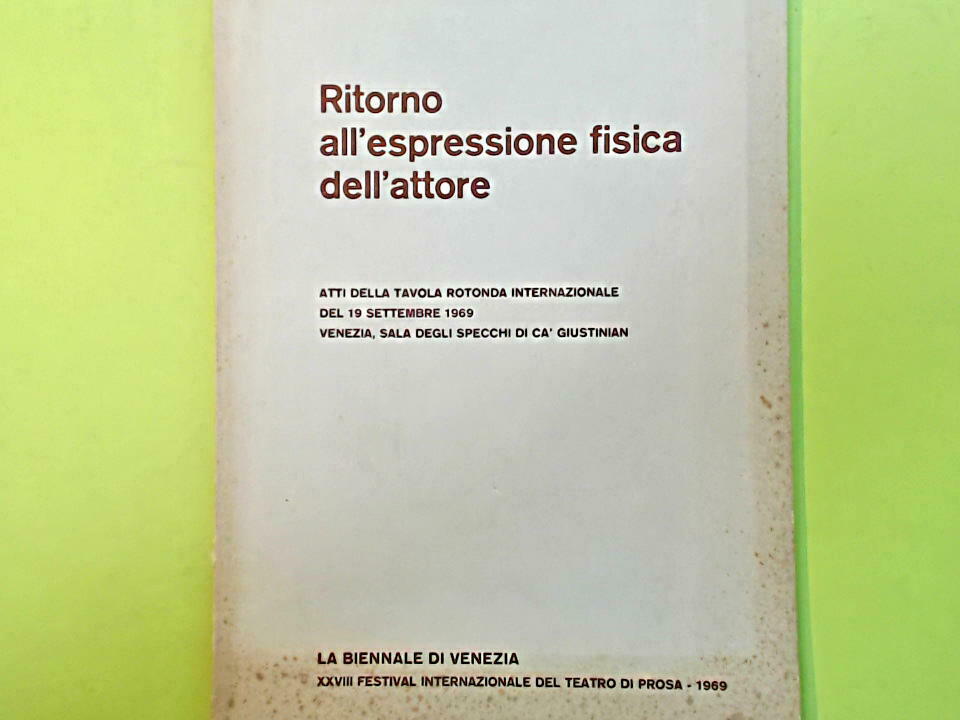 Ritorno
all'espressione fisica
dell'attore
ATTI DELLA TAVOLA ROTONDA INTERNAZIONALE
DEL 19 SETTEMBRE 1969
VENEZIA, SALA DEGLI SPECCHI DI CA' GIUSTINIAN
LA BIENNALE DI VENEZIA
XXVIII FESTIVAL INTERNAZIONALE DEL TEATRO DI PROSA - 1969